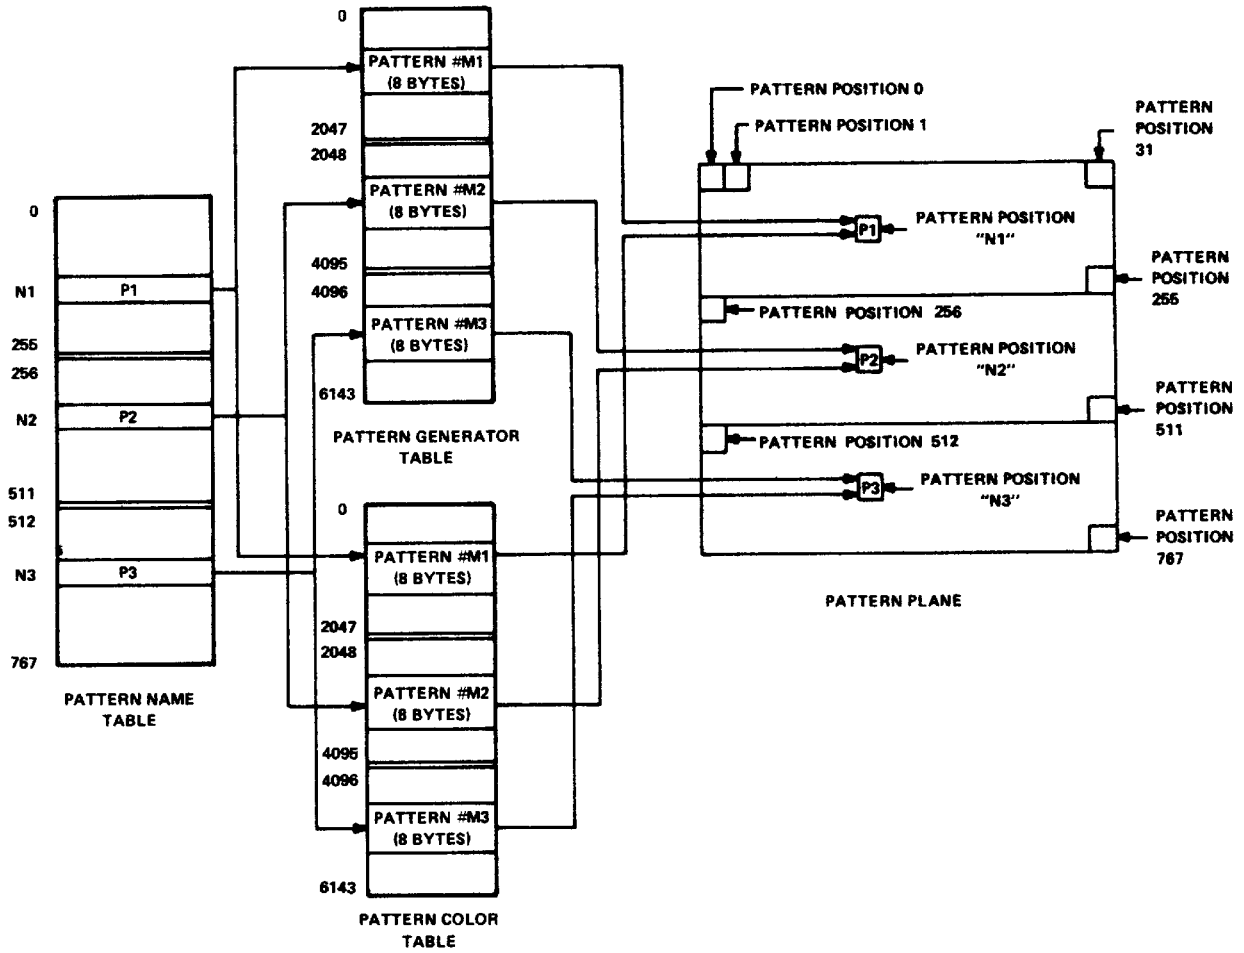 0
N1
P1
255
256
N2
P2
511
512
N3
P3
767
PATTERN NAME
TABLE
0
PATTERN #M1
(8 BYTES)
2047
2048
PATTERN #M2
(8 BYTES)
4095
4096
PATTERN #M3
(8 BYTES)
6143
PATTERN GENERATOR
TABLE
0
PATTERN #M1
(8 BYTES)
2047
2048
PATTERN #M2
(8 BYTES)
4095
4096
PATTERN #M3
(8 BYTES)
6143
PATTERN COLOR
TABLE
PATTERN POSITION 0
PATTERN POSITION 1
PATTERN
POSITION
31
P1
PATTERN POSITION
"N1"
PATTERN
POSITION
255
PATTERN POSITION 256
P2
PATTERN POSITION
"N2"
PATTERN
POSITION
511
PATTERN POSITION 512
P3
PATTERN POSITION
"N3"
PATTERN
POSITION
767
PATTERN PLANE